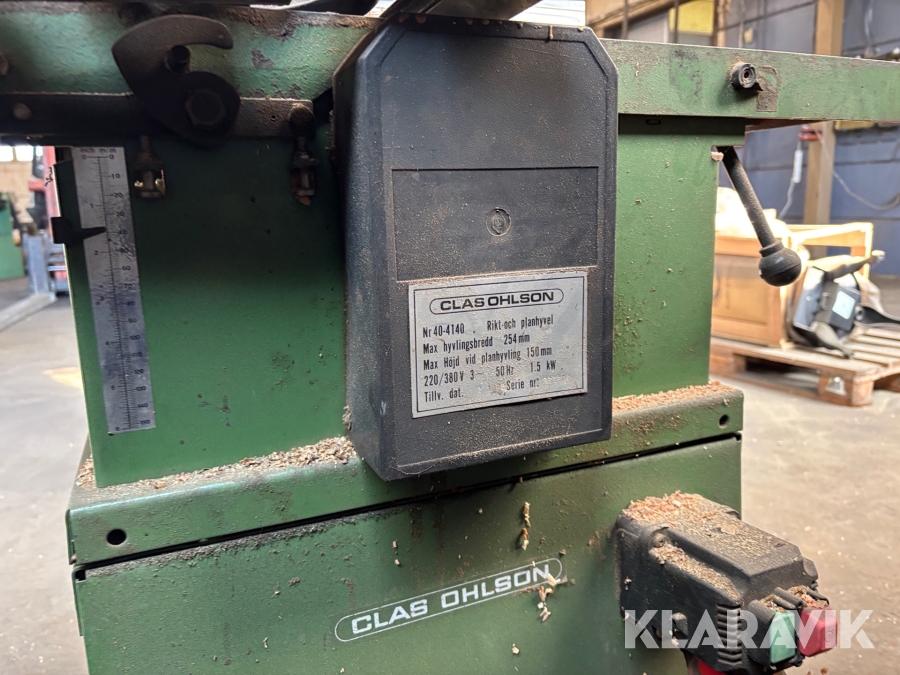 CLAS OHLSON
Nr 40-4140 Rikt-och planhyvel
Max hyvlingsbredd 254 mm
Max Höjd vid planhyvling 150 mm
220/380 V 3~ 50 Hz 1.5 kW
Tillv. dat. Serie nr:
CLAS OHLSON
KLARAVIK